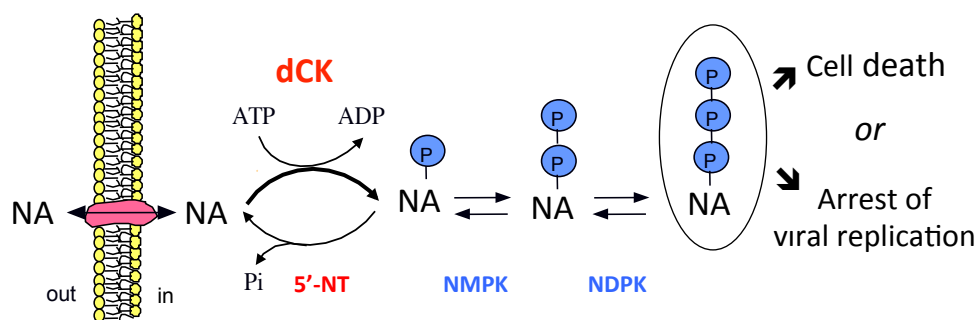 dCK
ATP
ADP
NA
NA
Pi
5'-NT
out
in
P
NA
NMPK
P
P
NA
NDPK
P
P
P
NA
Cell death
or
Arrest of
viral replication